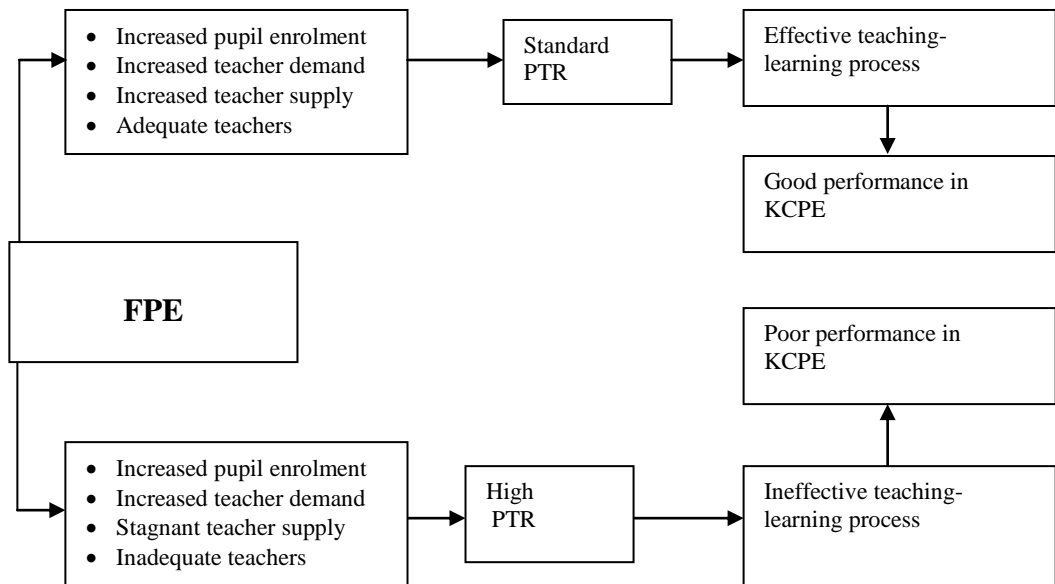 • Increased pupil enrolment
• Increased teacher demand
• Increased teacher supply
• Adequate teachers
Standard
PTR
Effective teaching-
learning process
Good performance in
KCPE
FPE
Poor performance in
KCPE
• Increased pupil enrolment
• Increased teacher demand
• Stagnant teacher supply
• Inadequate teachers
High
PTR
Ineffective teaching-
learning process